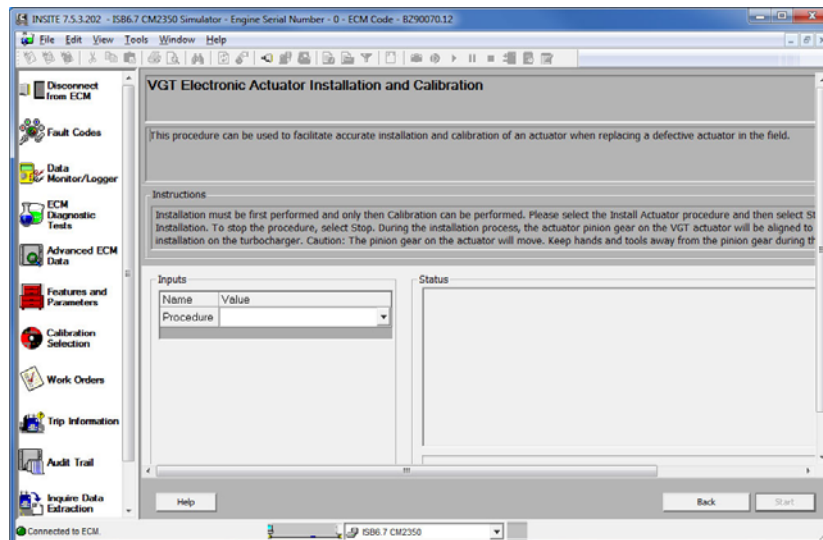 INSITE 7.5.3.202 - ISB6.7 CM2350 Simulator - Engine Serial Number - 0 - ECM Code - BZ90070.12
File Edit View Tools Window Help
Disconnect
from ECM
Fault Codes
Data
Monitor/Logger
ECM
Diagnostic
Tests
Advanced ECM
Data
Features and
Parameters
Calibration
Selection
Work Orders
Trip Information
Audit Trail
Inquire Data
Extraction
VGT Electronic Actuator Installation and Calibration
This procedure can be used to facilitate accurate installation and calibration of an actuator when replacing a defective actuator in the field.
Instructions
Installation must be first performed and only then Calibration can be performed. Please select the Install Actuator procedure and then select St
Installation. To stop the procedure, select Stop. During the installation process, the actuator pinion gear on the VGT actuator will be aligned to
installation on the turbocharger. Caution: The pinion gear on the actuator will move. Keep hands and tools away from the pinion gear during th
Inputs
Name Value
Procedure
Status
Help
Back
Start
Connected to ECM.
ISB6.7 CM2350